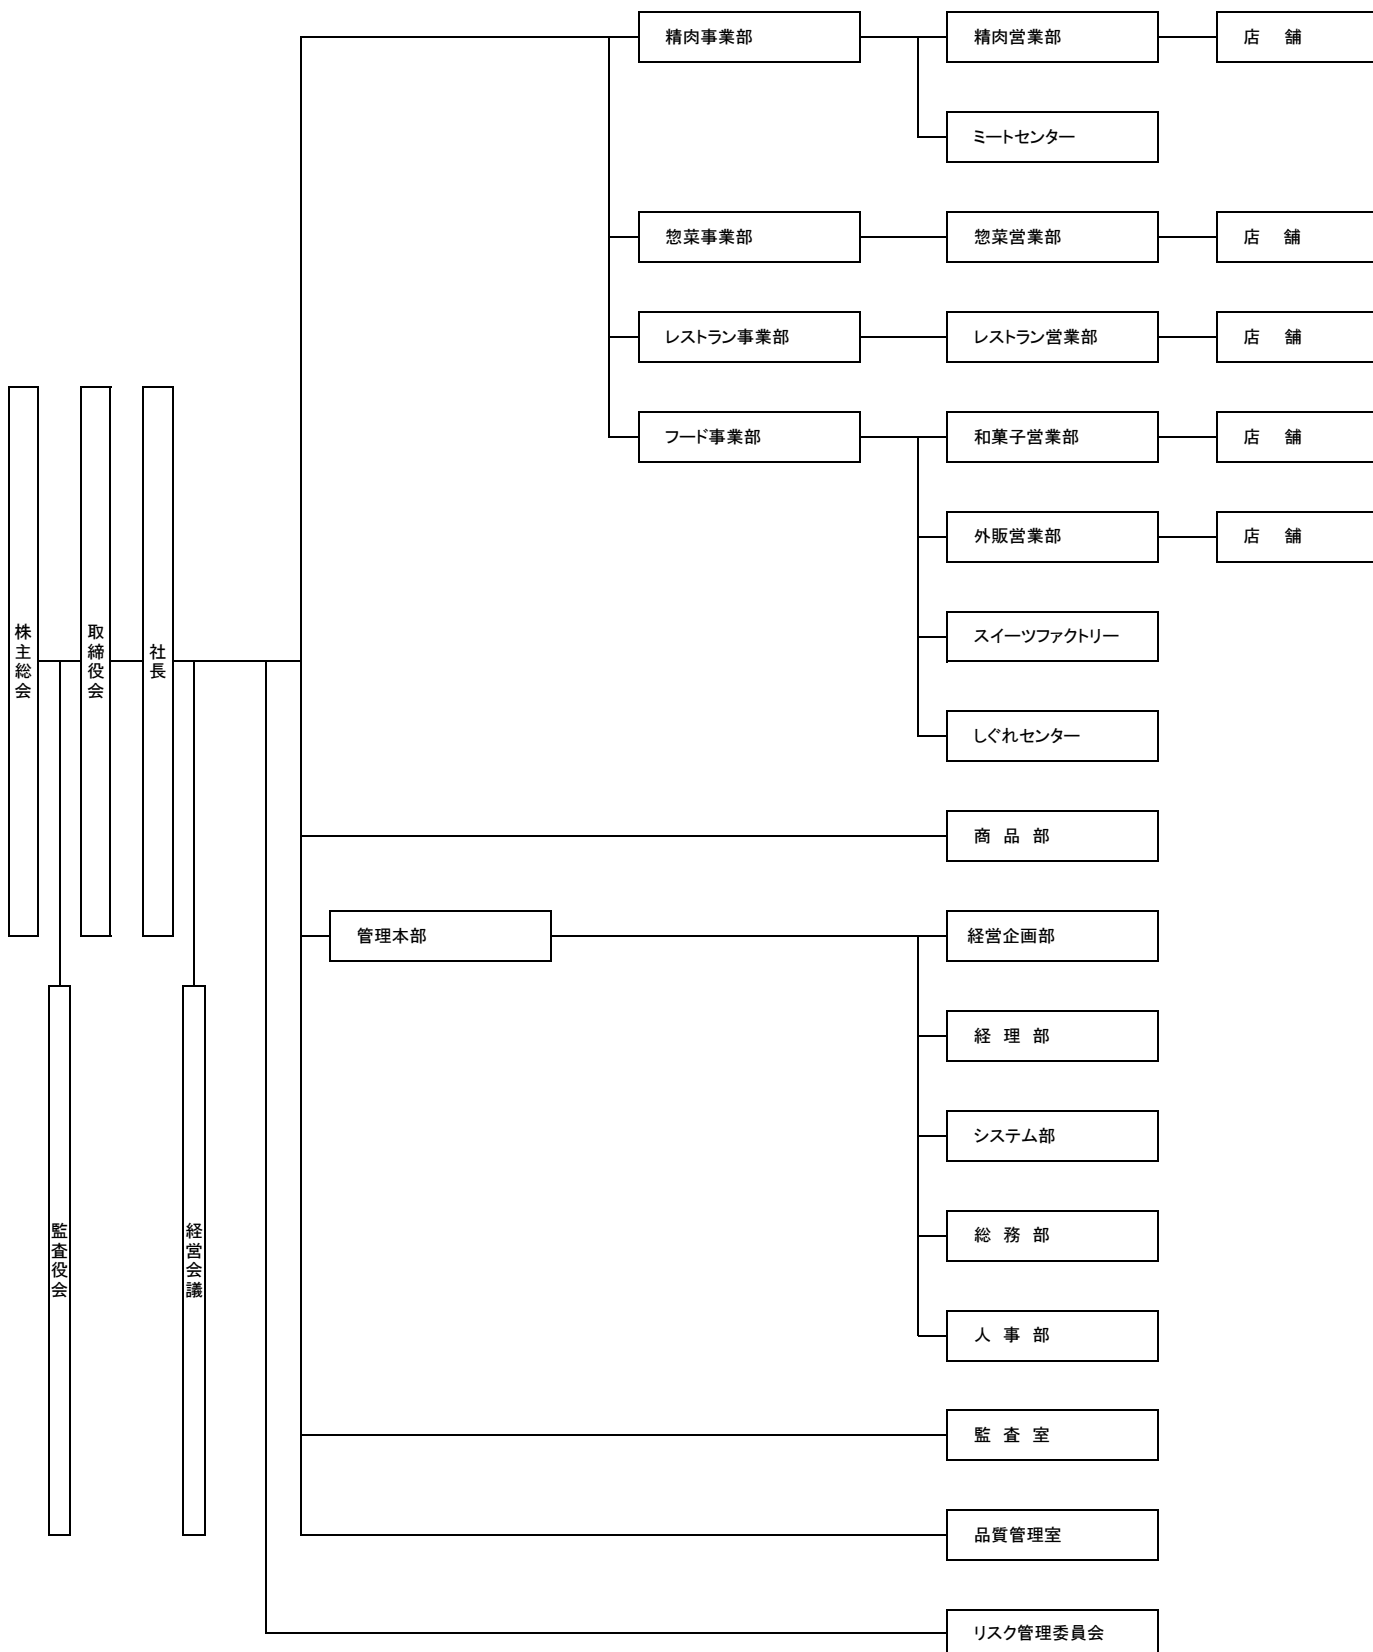 精肉事業部
精肉営業部
店 舗
ミートセンター
惣菜事業部
惣菜営業部
店 舗
レストラン事業部
レストラン営業部
店 舗
フード事業部
和菓子営業部
店 舗
外販営業部
店 舗
スイーツファクトリー
しぐれセンター
株主総会
取締役会
社長
商 品 部
管理本部
経営企画部
経 理 部
システム部
総 務 部
人 事 部
監査役会
経営会議
監 査 室
品質管理室
リスク管理委員会